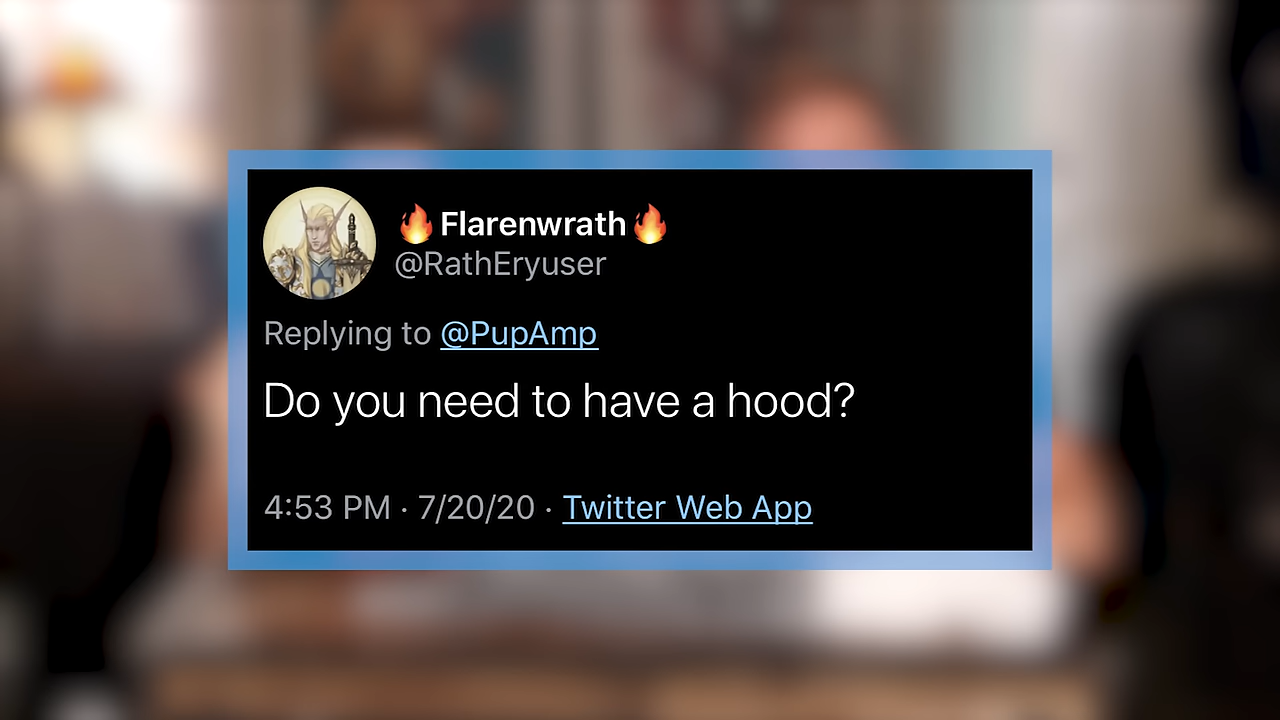 🔥Flarenwrath🔥
@RathEryuser
Replying to @PupAmp
Do you need to have a hood?
4:53 PM · 7/20/20 · Twitter Web App